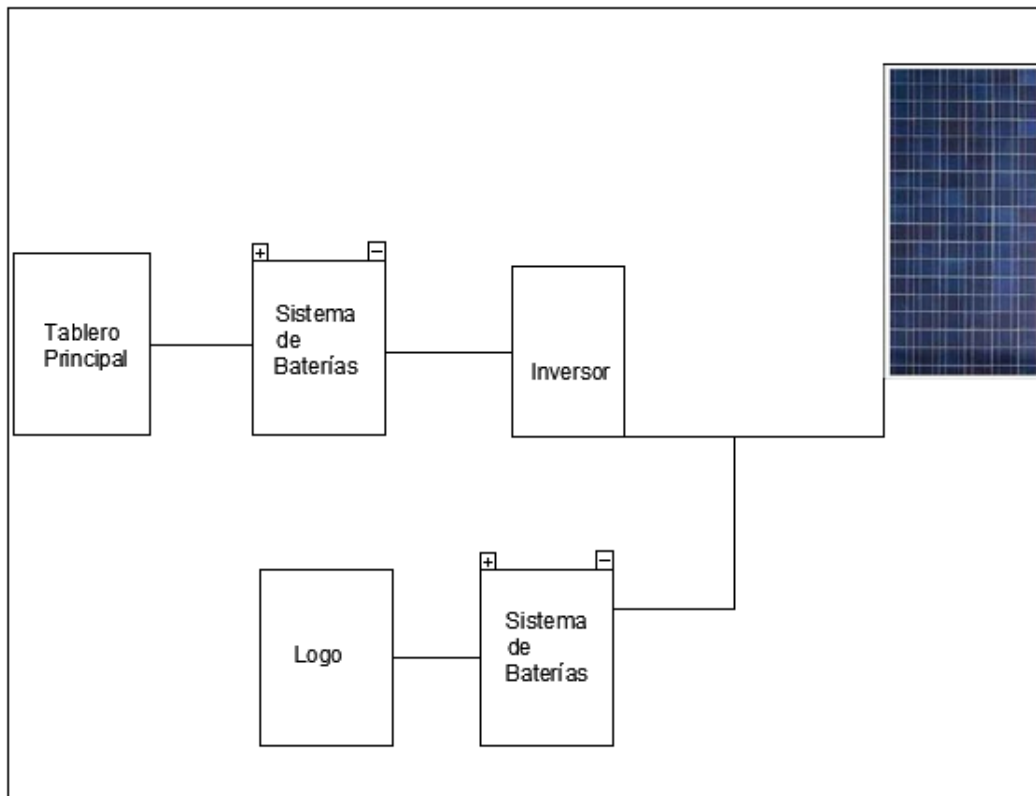 Tablero
Principal
+ −
Sistema
de
Baterías
Inversor
+ −
Logo
Sistema
de
Baterías